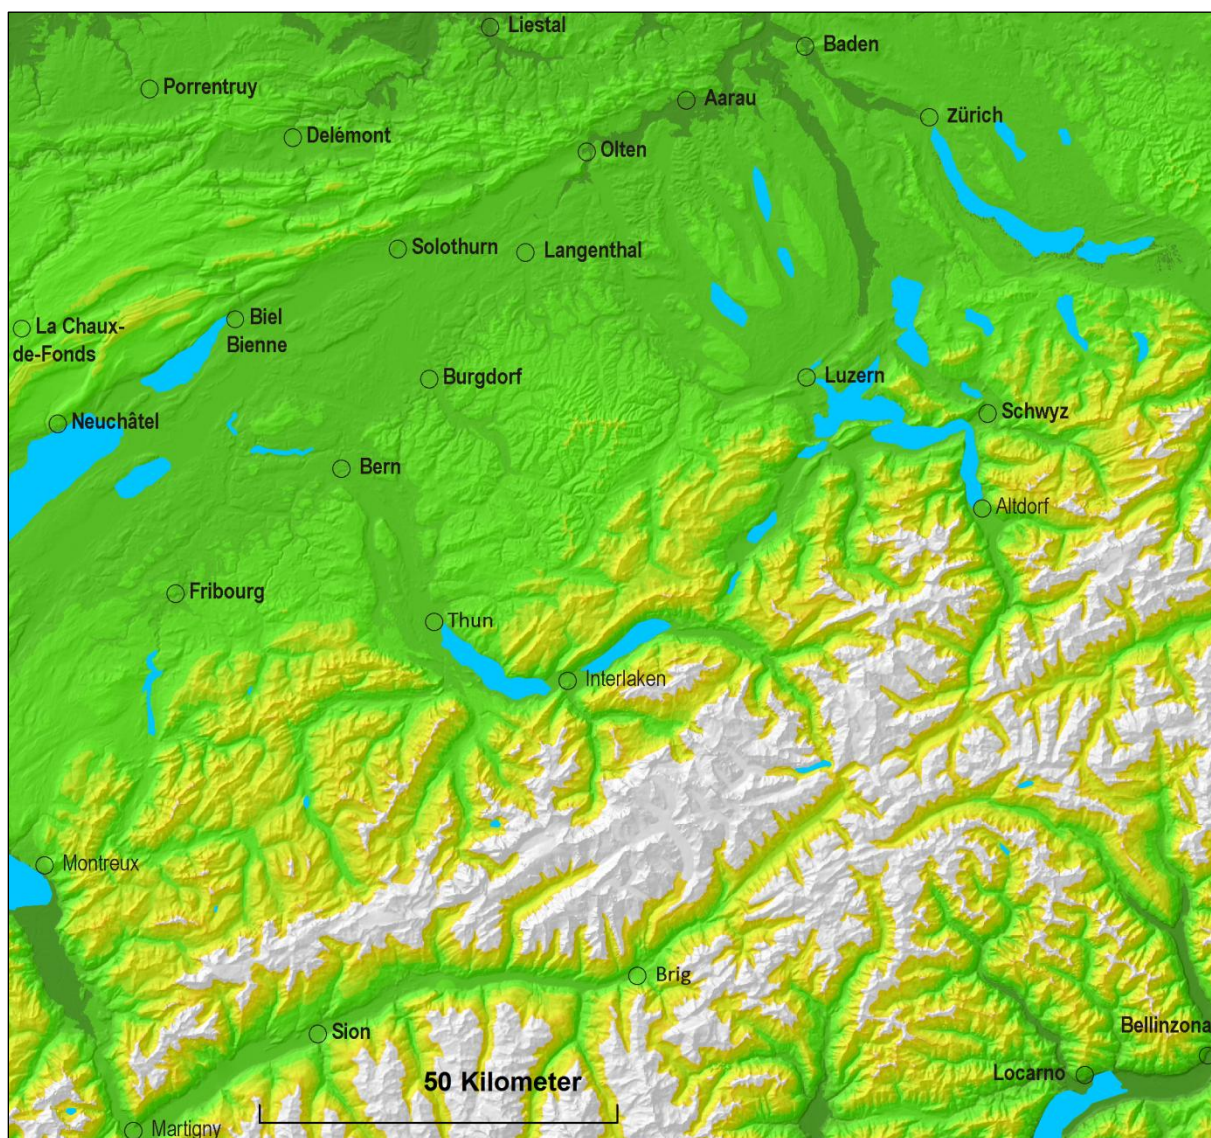 Liestal
Baden
Porrentruy
Aarau
Zürich
Delémont
Olten
Solothurn
Langenthal
Biel
Bienne
La Chaux-
de-Fonds
Burgdorf
Luzern
Schwyz
Neuchâtel
Bern
Altdorf
Fribourg
Thun
Interlaken
Montreux
Brig
Sion
Bellinzona
Locarno
50 Kilometer
Martigny